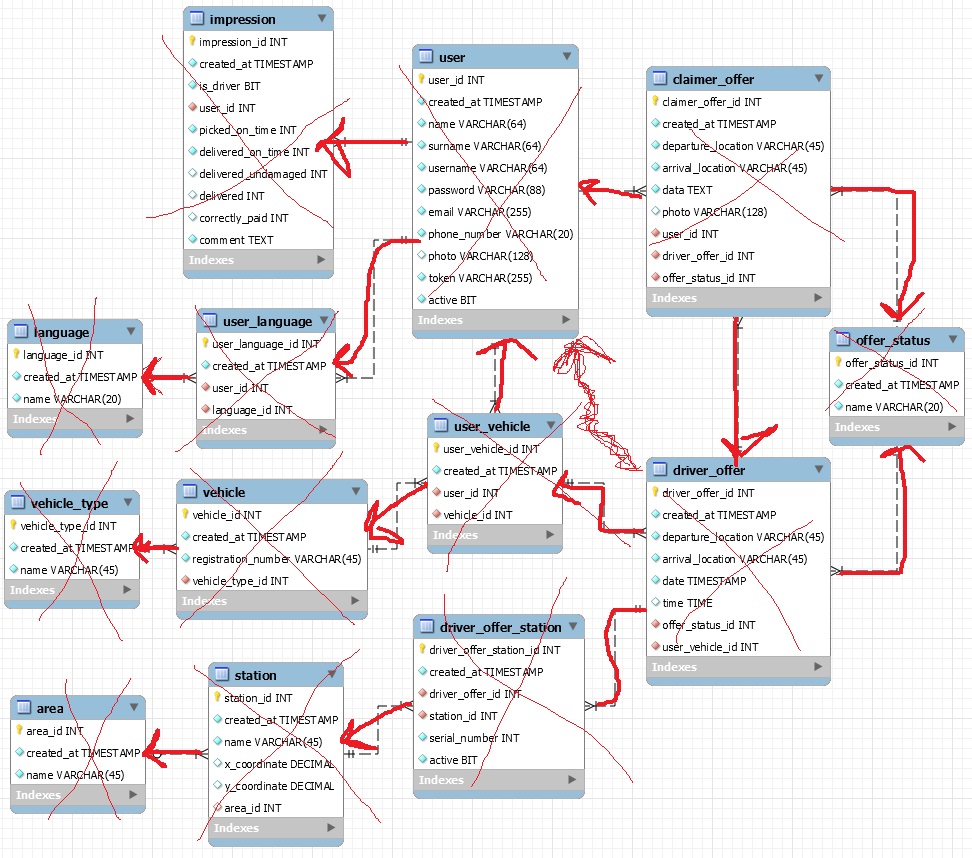 impression
impression_id INT
created_at TIMESTAMP
is_driver BIT
user_id INT
picked_on_time INT
delivered_on_time INT
delivered_undamaged INT
delivered INT
correctly_paid INT
comment TEXT
Indexes
user
user_id INT
created_at TIMESTAMP
name VARCHAR(64)
surname VARCHAR(64)
username VARCHAR(64)
password VARCHAR(88)
email VARCHAR(255)
phone_number VARCHAR(20)
photo VARCHAR(128)
token VARCHAR(255)
active BIT
Indexes
claimer_offer
claimer_offer_id INT
created_at TIMESTAMP
departure_location VARCHAR(45)
arrival_location VARCHAR(45)
data TEXT
photo VARCHAR(128)
user_id INT
driver_offer_id INT
offer_status_id INT
Indexes
language
language_id INT
created_at TIMESTAMP
name VARCHAR(20)
Indexes
user_language
user_language_id INT
created_at TIMESTAMP
user_id INT
language_id INT
Indexes
offer_status
offer_status_id INT
created_at TIMESTAMP
name VARCHAR(20)
Indexes
user_vehicle
user_vehicle_id INT
created_at TIMESTAMP
user_id INT
vehicle_id INT
Indexes
driver_offer
driver_offer_id INT
created_at TIMESTAMP
departure_location VARCHAR(45)
arrival_location VARCHAR(45)
date TIMESTAMP
time TIME
offer_status_id INT
user_vehicle_id INT
Indexes
vehicle_type
vehicle_type_id INT
created_at TIMESTAMP
name VARCHAR(45)
Indexes
vehicle
vehicle_id INT
created_at TIMESTAMP
registration_number VARCHAR(45)
vehicle_type_id INT
Indexes
driver_offer_station
driver_offer_station_id INT
created_at TIMESTAMP
driver_offer_id INT
station_id INT
serial_number INT
active BIT
Indexes
area
area_id INT
created_at TIMESTAMP
name VARCHAR(45)
Indexes
station
station_id INT
created_at TIMESTAMP
name VARCHAR(45)
x_coordinate DECIMAL
y_coordinate DECIMAL
area_id INT
Indexes